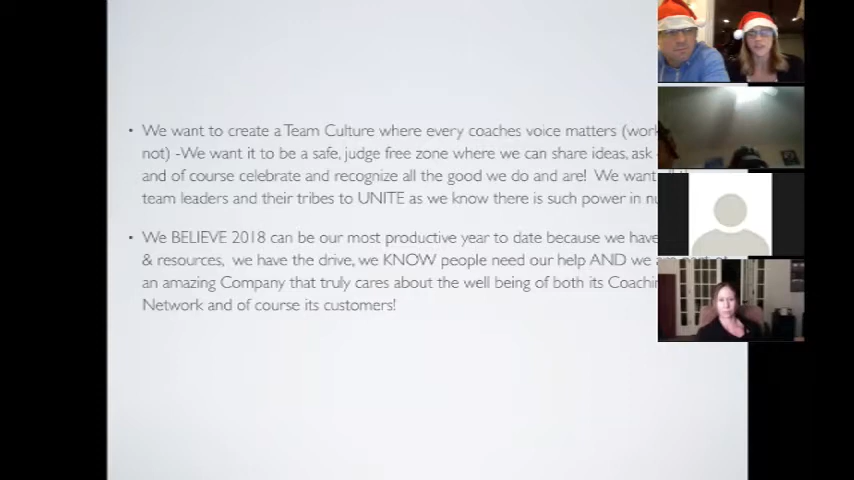 • We want to create a Team Culture where every coaches voice matters (work
not) -We want it to be a safe, judge free zone where we can share ideas, ask
and of course celebrate and recognize all the good we do and are! We want
team leaders and their tribes to UNITE as we know there is such power in
• We BELIEVE 2018 can be our most productive year to date because we have
& resources, we have the drive, we KNOW people need our help AND we
an amazing Company that truly cares about the well being of both its
Network and of course its customers!